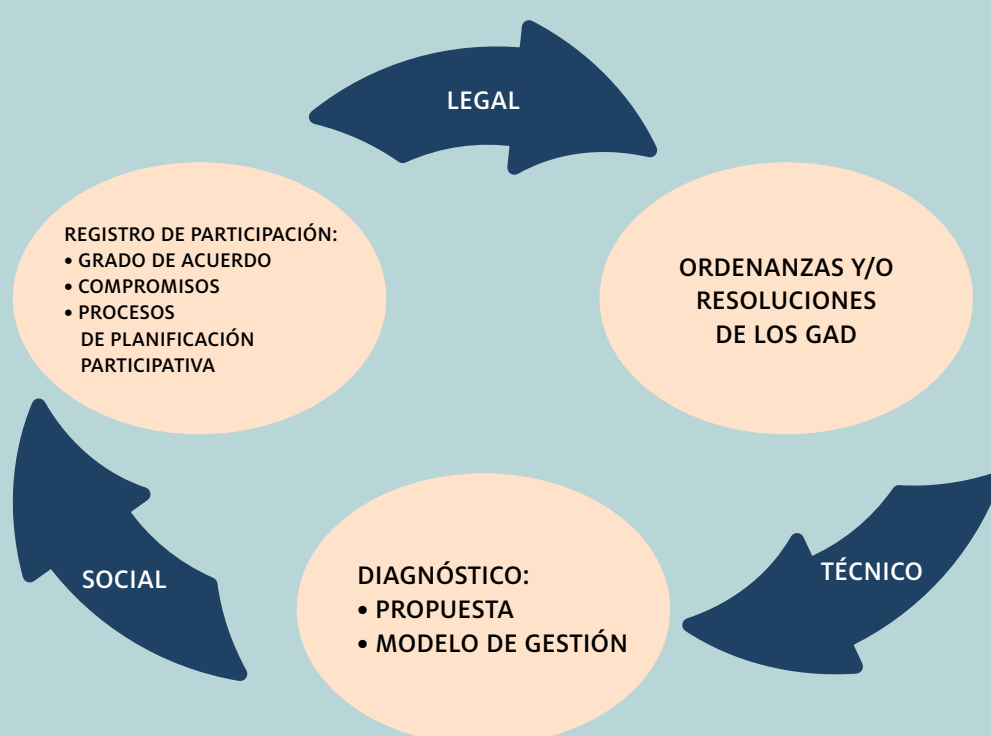 LEGAL
REGISTRO DE PARTICIPACIÓN:
• GRADO DE ACUERDO
• COMPROMISOS
• PROCESOS
DE PLANIFICACIÓN
PARTICIPATIVA
ORDENANZAS Y/O
RESOLUCIONES
DE LOS GAD
SOCIAL
DIAGNÓSTICO:
• PROPUESTA
• MODELO DE GESTIÓN
TÉCNICO